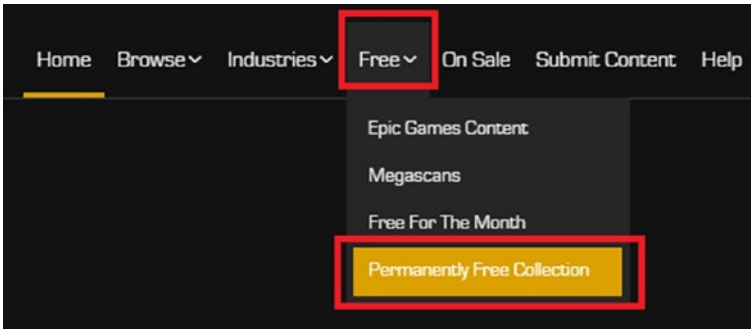 Home Browse Industries Free On Sale Submit Content Help
Epic Games Content
Megascans
Free For The Month
Permanently Free Collection